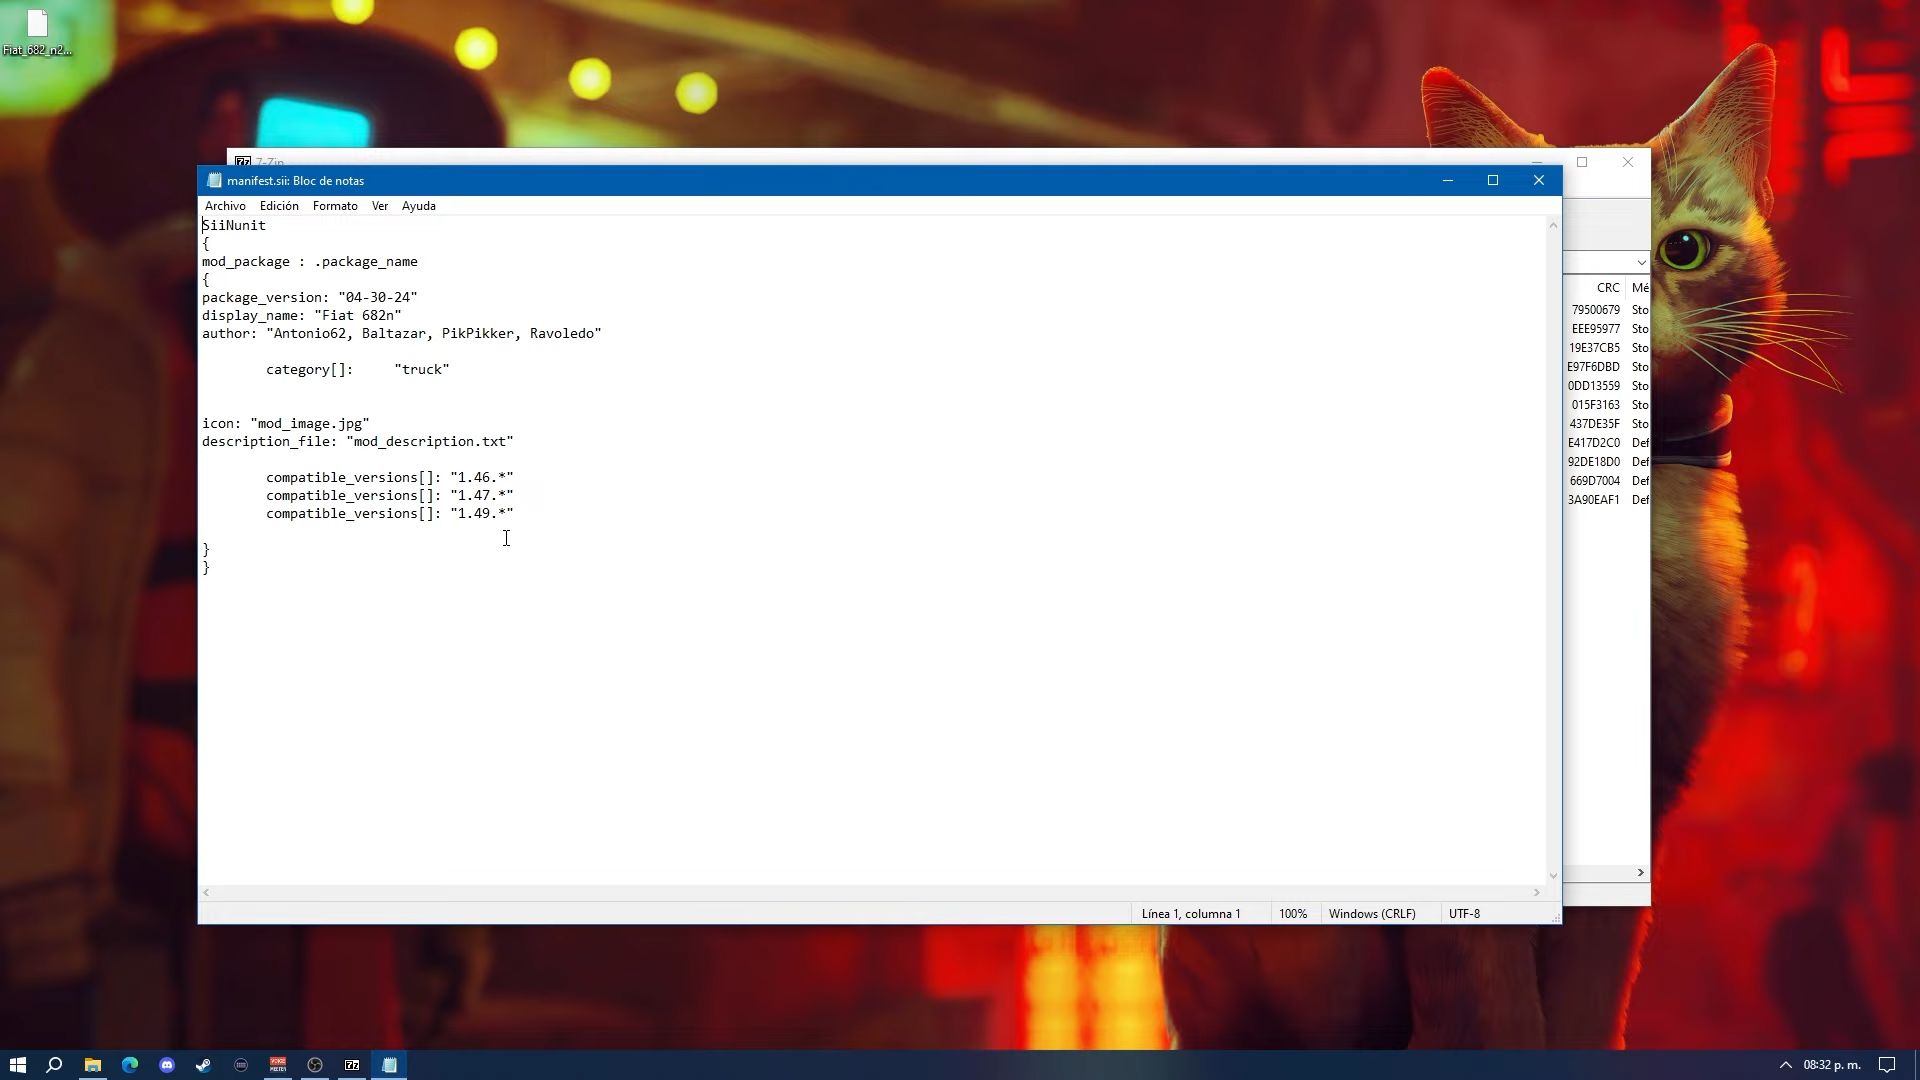 Fiat_682_n2...
7-Zip
manifest.sii: Bloc de notas
Archivo Edición Formato Ver Ayuda
SiiNunit
{
mod_package : .package_name
{
package_version: "04-30-24"
display_name: "Fiat 682n"
author: "Antonio62, Baltazar, PikPikker, Ravoledo"
category[]: "truck"
icon: "mod_image.jpg"
description_file: "mod_description.txt"
compatible_versions[]: "1.46.*"
compatible_versions[]: "1.47.*"
compatible_versions[]: "1.49.*"
}
}
CRC Mé
79500679 Sto
EEE95977 Sto
19E37CB5 Sto
E97F6DBD Sto
0DD13559 Sto
015F3163 Sto
437DE35F Sto
E417D2C0 Def
92DE18D0 Def
669D7004 Def
3A90EAF1 Def
Línea 1, columna 1 100% Windows (CRLF) UTF-8
VOICE
MEETER
7z
08:32 p. m.